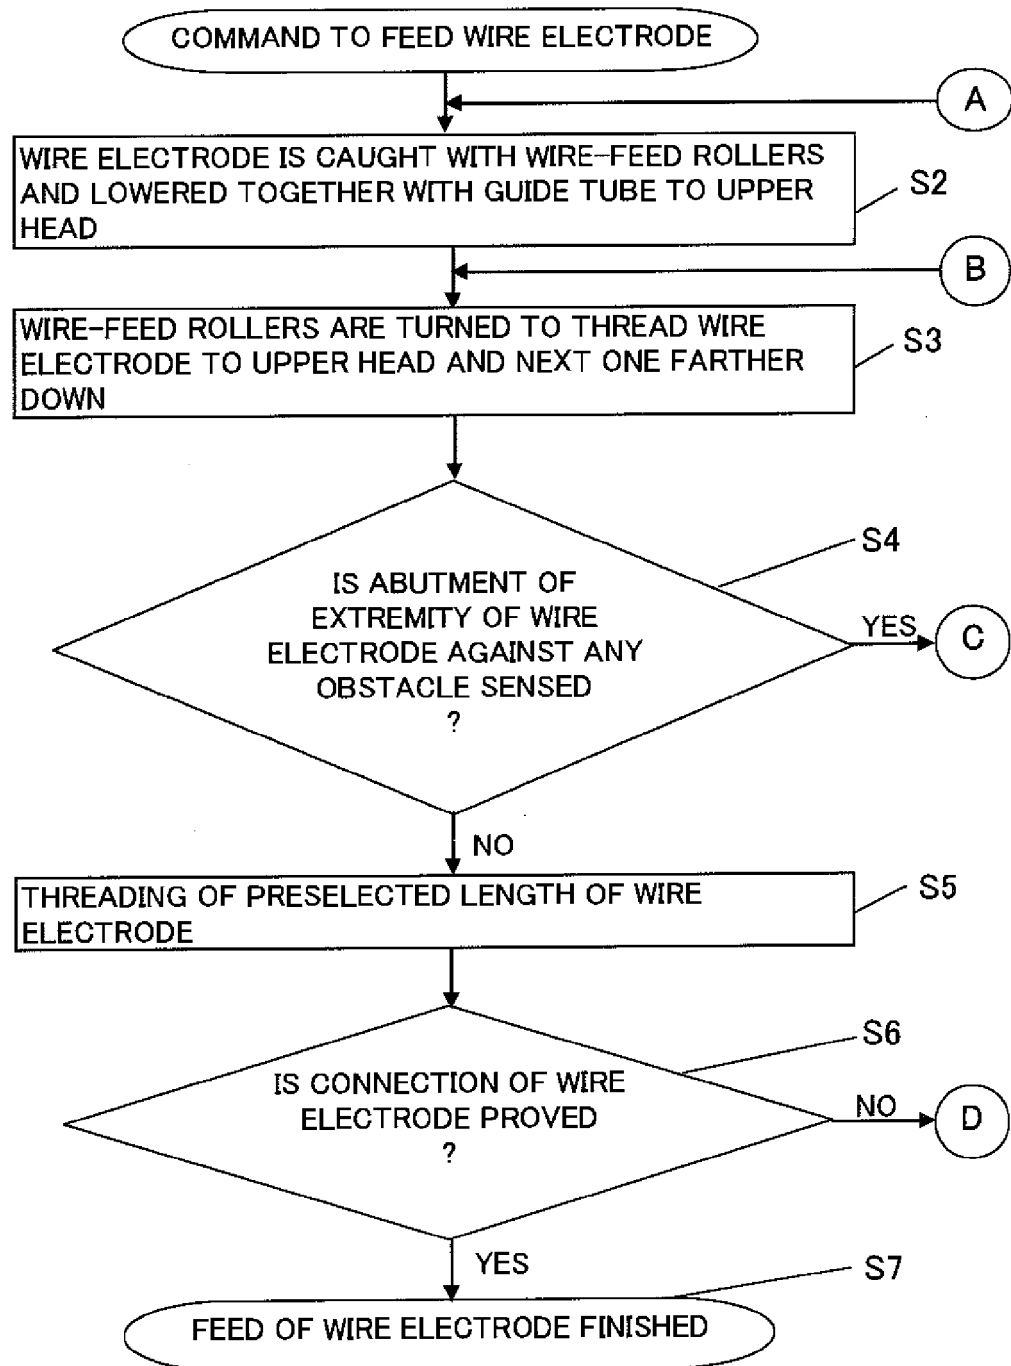 COMMAND TO FEED WIRE ELECTRODE
A
WIRE ELECTRODE IS CAUGHT WITH WIRE-FEED ROLLERS
AND LOWERED TOGETHER WITH GUIDE TUBE TO UPPER
HEAD
S2
B
WIRE-FEED ROLLERS ARE TURNED TO THREAD WIRE
ELECTRODE TO UPPER HEAD AND NEXT ONE FARTHER
DOWN
S3
S4
IS ABUTMENT OF
EXTREMITY OF WIRE
ELECTRODE AGAINST ANY
OBSTACLE SENSED
?
YES
C
NO
THREADING OF PRESELECTED LENGTH OF WIRE
ELECTRODE
S5
S6
IS CONNECTION OF WIRE
ELECTRODE PROVED
?
NO
D
YES
S7
FEED OF WIRE ELECTRODE FINISHED